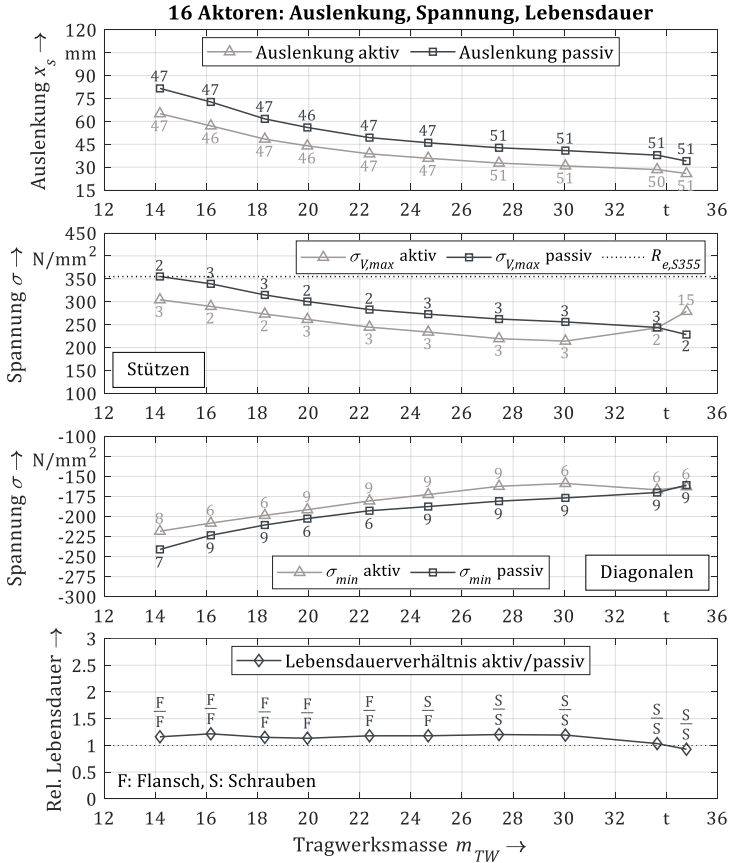 16 Aktoren: Auslenkung, Spannung, Lebensdauer
Auslenkung x_s →
120
mm
90
75
60
45
30
15
Auslenkung aktiv
Auslenkung passiv
47 47 47 46 47 47 51 51 51 51
47 46 47 44 47 47 51 51 50 51
12 14 16 18 20 22 24 26 28 30 32 t 36
Spannung σ →
450
N/mm²
350
300
250
200
150
100
σ_V,max aktiv
σ_V,max passiv
R_e,S355
2 3 3 2 2 3 3 3 3 2
3 2 2 3 3 3 3 3 2 15
Stützen
12 14 16 18 20 22 24 26 28 30 32 t 36
Spannung σ →
-100
N/mm²
-150
-175
-200
-225
-250
-275
-300
8 6 6 9 9 9 9 6 6 6
7 9 9 6 6 9 9 9 9 9
σ_min aktiv
σ_min passiv
Diagonalen
12 14 16 18 20 22 24 26 28 30 32 t 36
Rel. Lebensdauer →
3
2.5
2
1.5
1
0.5
0
Lebensdauerverhältnis aktiv/passiv
F F F F F S S S S S
F F F F F F S S S S
F: Flansch, S: Schrauben
12 14 16 18 20 22 24 26 28 30 32 t 36
Tragwerksmasse m_TW →